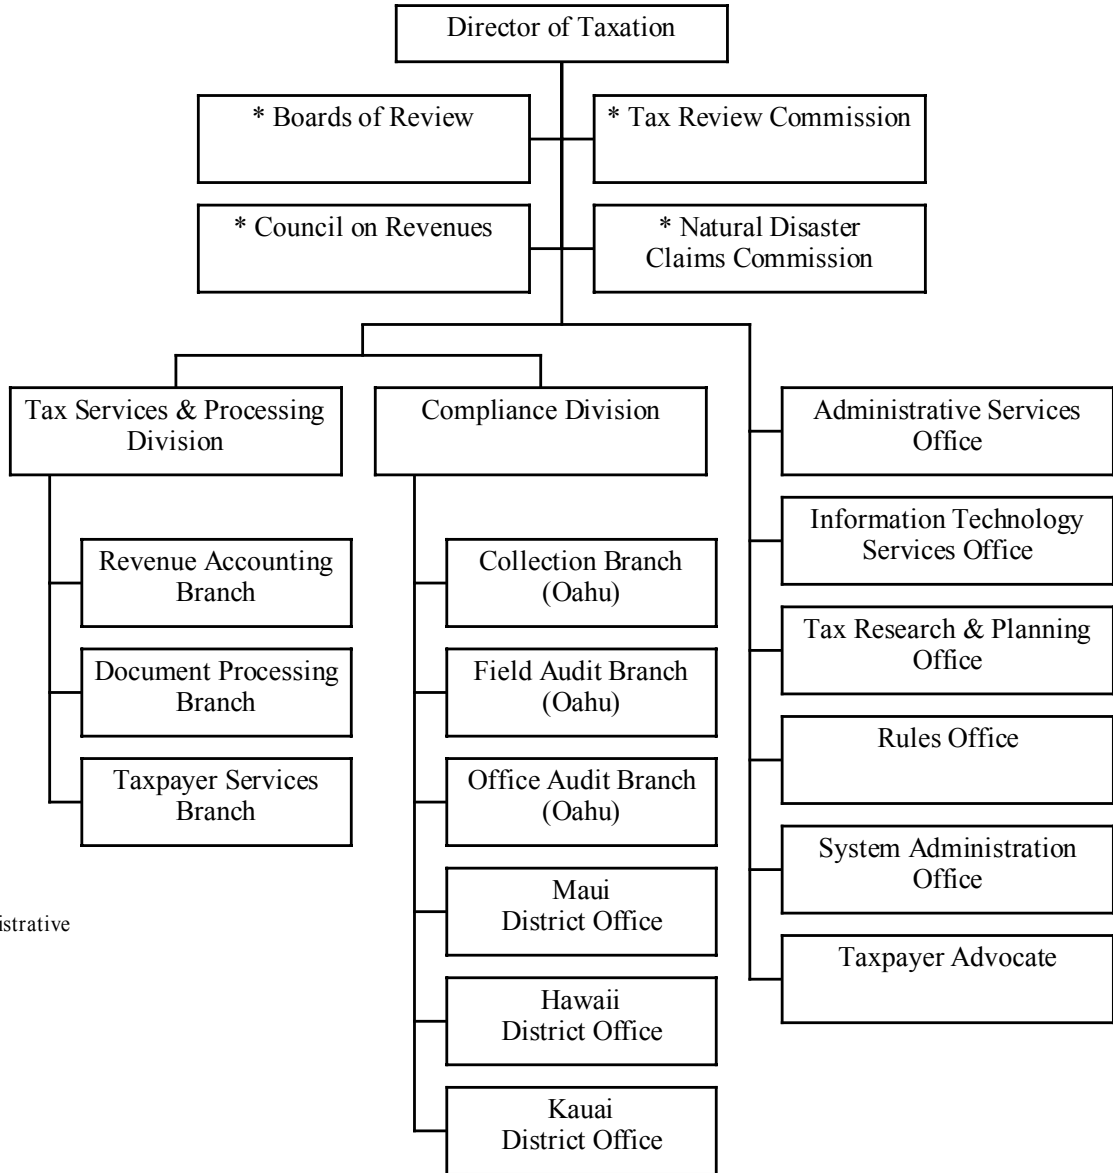 Director of Taxation
* Boards of Review
* Tax Review Commission
* Council on Revenues
* Natural Disaster
Claims Commission
Tax Services & Processing
Division
Revenue Accounting
Branch
Document Processing
Branch
Taxpayer Services
Branch
Compliance Division
Collection Branch
(Oahu)
Field Audit Branch
(Oahu)
Office Audit Branch
(Oahu)
Maui
District Office
Hawaii
District Office
Kauai
District Office
Administrative Services
Office
Information Technology
Services Office
Tax Research & Planning
Office
Rules Office
System Administration
Office
Taxpayer Advocate